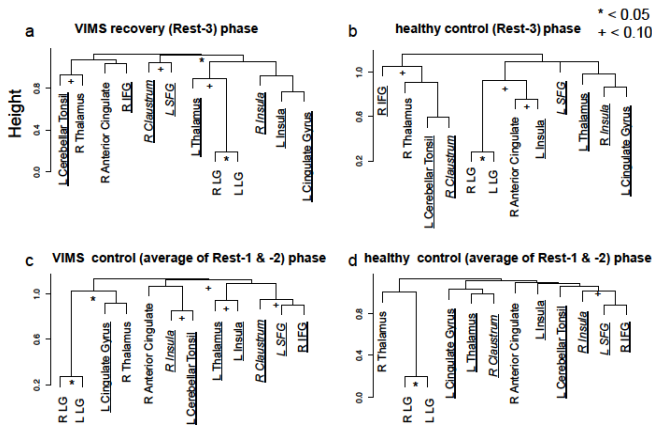 * < 0.05
+ < 0.10
a
VIMS recovery (Rest-3) phase
Height
0.0 0.4 0.8
L Cerebellar Tonsil
+
R Thalamus
R Anterior Cingulate
R IFG
R Claustrum
+
L SFG
*
L Thalamus
+
R LG
*
L LG
R Insula
L Insula
L Cingulate Gyrus
b
healthy control (Rest-3) phase
0.2 0.6 1.0
R IFG
+
R Thalamus
L Cerebellar Tonsil
R Claustrum
R LG
*
L LG
+
R Anterior Cingulate
+
L Insula
L SFG
L Thalamus
R Insula
L Cingulate Gyrus
c
VIMS control (average of Rest-1 & -2) phase
0.2 0.6 1.0
R LG
*
L LG
*
L Cingulate Gyrus
R Thalamus
R Anterior Cingulate
R Insula
+
L Cerebellar Tonsil
+
L Thalamus
+
L Insula
R Claustrum
+
L SFG
R IFG
d
healthy control (average of Rest-1 & -2) phase
0.0 0.4 0.8
R Thalamus
R LG
*
L LG
L Cingulate Gyrus
L Thalamus
R Claustrum
R Anterior Cingulate
L Insula
L Cerebellar Tonsil
R Insula
+
L SFG
R IFG